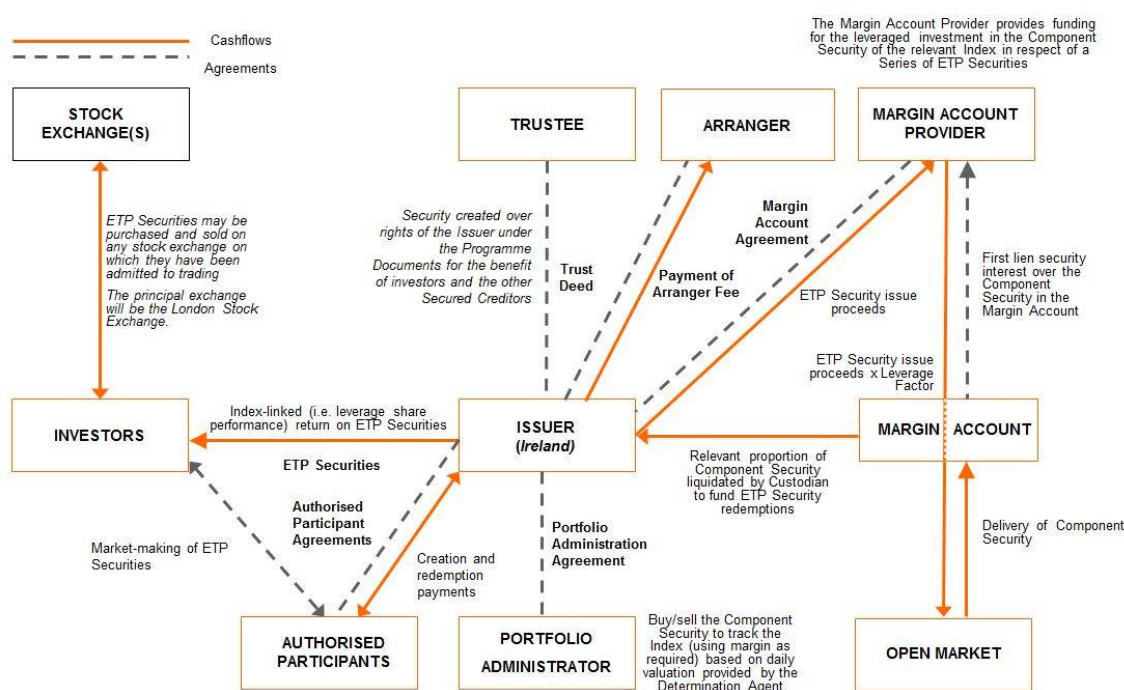 Cashflows
Agreements
The Margin Account Provider provides funding
for the leveraged investment in the Component
Security of the relevant Index in respect of a
Series of ETP Securities
STOCK
EXCHANGE(S)
TRUSTEE
ARRANGER
MARGIN ACCOUNT
PROVIDER
ETP Securities may be
purchased and sold on
any stock exchange on
which they have been
admitted to trading
The principal exchange
will be the London Stock
Exchange.
Security created over
rights of the Issuer under
the Programme
Documents for the benefit
of investors and the other
Secured Creditors
Trust
Deed
Payment of
Arranger Fee
Margin
Account
Agreement
ETP Security issue
proceeds
First lien security
interest over the
Component
Security in the
Margin Account
ETP Security issue
proceeds x Leverage
Factor
INVESTORS
Index-linked (i.e. leverage share
performance) return on ETP Securities
ETP Securities
ISSUER
(Ireland)
MARGIN ACCOUNT
Relevant proportion of
Component Security
liquidated by Custodian
to fund ETP Security
redemptions
Delivery of Component
Security
Market-making of ETP
Securities
Authorised
Participant
Agreements
Creation and
redemption
payments
Portfolio
Administration
Agreement
AUTHORISED
PARTICIPANTS
PORTFOLIO
ADMINISTRATOR
Buy/sell the Component
Security to track the
Index (using margin as
required) based on daily
valuation provided by the
Determination Agent
OPEN MARKET